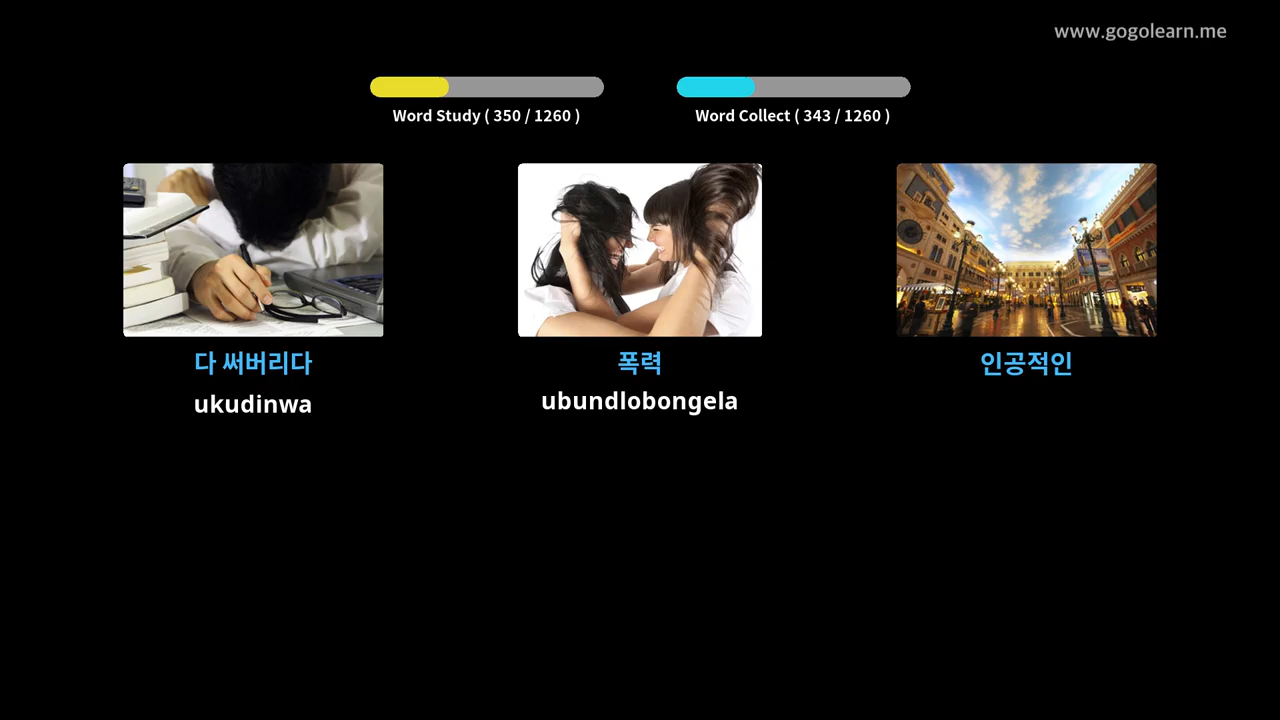 www.gogolearn.me
Word Study ( 350 / 1260 )
Word Collect ( 343 / 1260 )
다 써버리다
ukudinwa
폭력
ubundlobongela
인공적인